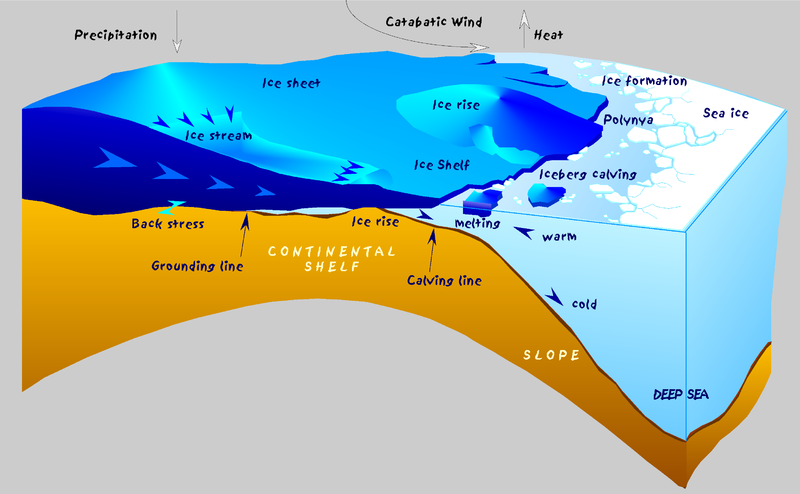 Catabatic Wind
Precipitation
Heat
Ice sheet
Ice formation
Ice rise
Sea ice
Polynya
Ice stream
Ice Shelf
Iceberg calving
Back stress
Ice rise
melting
warm
Grounding line
CONTINENTAL
SHELF
Calving line
cold
SLOPE
DEEP SEA